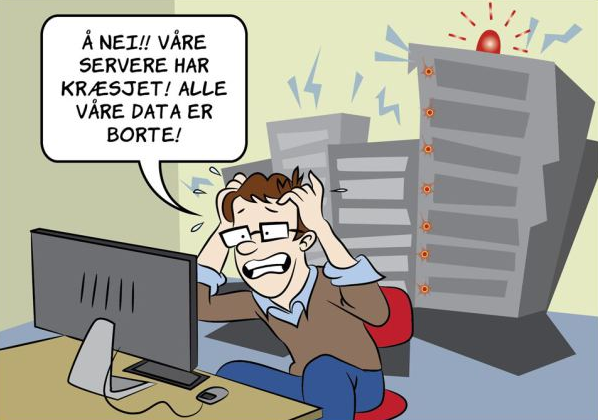 Å NEI!! VÅRE
SERVERE HAR
KRÆSJET! ALLE
VÅRE DATA ER
BORTE!